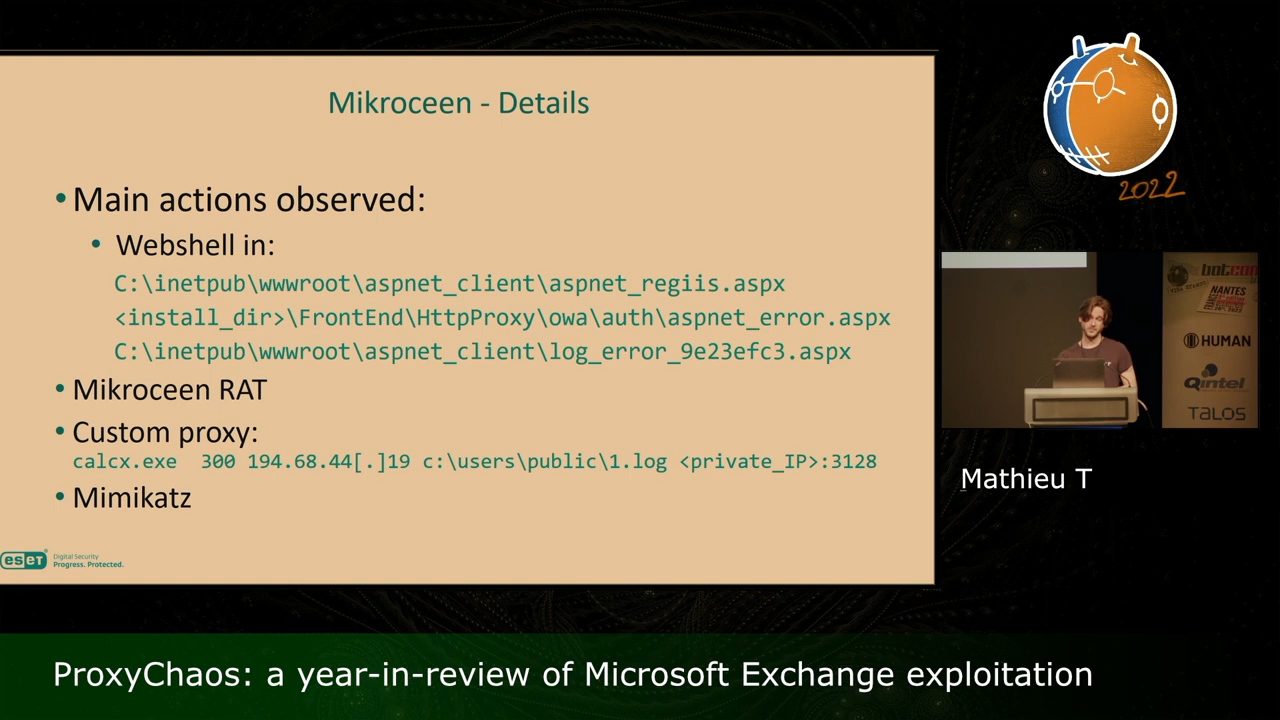 Mikroceen - Details
•Main actions observed:
• Webshell in:
C:\inetpub\wwwroot\aspnet_client\aspnet_regiis.aspx
<install_dir>\FrontEnd\HttpProxy\owa\auth\aspnet_error.aspx
C:\inetpub\wwwroot\aspnet_client\log_error_9e23efc3.aspx
• Mikroceen RAT
• Custom proxy:
calcx.exe  300 194.68.44[.]19 c:\users\public\1.log <private_IP>:3128
• Mimikatz
eseT
Digital Security
Progress. Protected.
2022
NANTES
HUMAN
Qintel
TALOS
Mathieu T
ProxyChaos: a year-in-review of Microsoft Exchange exploitation